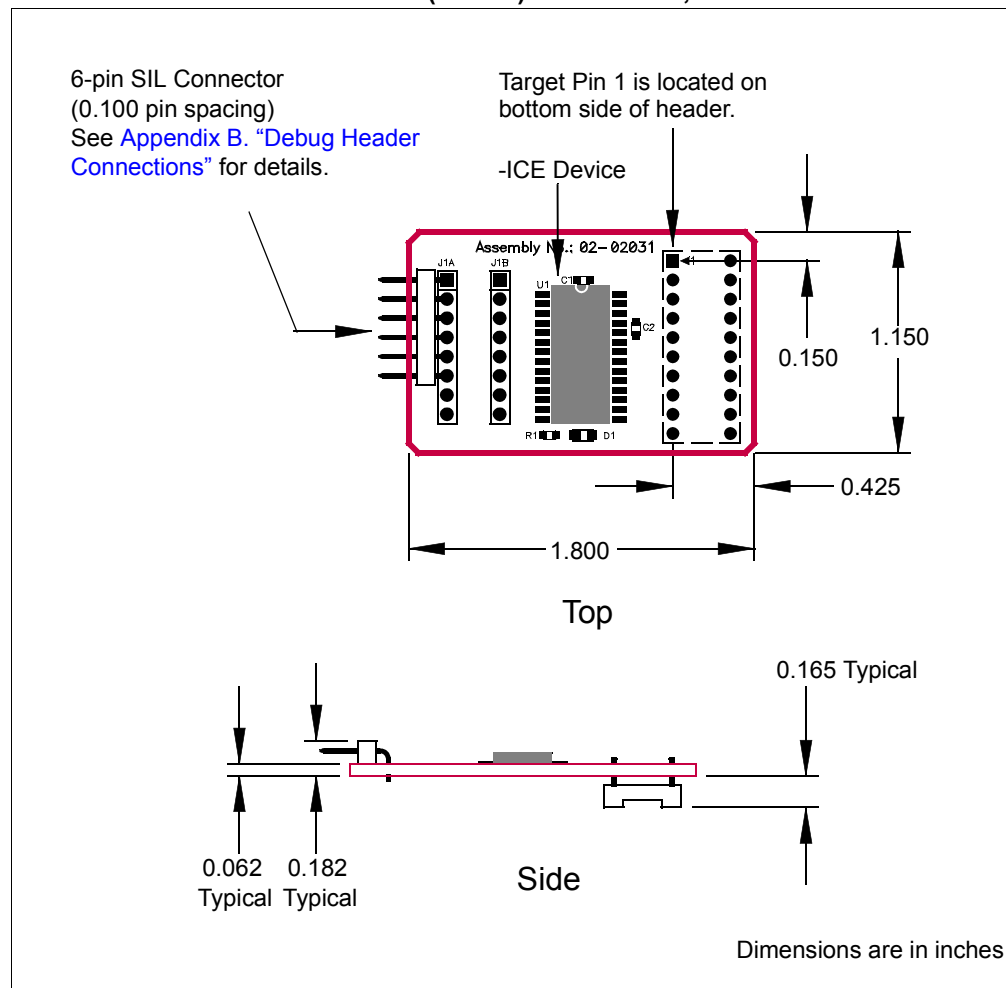 6-pin SIL Connector
(0.100 pin spacing)
See Appendix B. “Debug Header
Connections” for details.
Target Pin 1 is located on
bottom side of header.
-ICE Device
Assembly No.: 02-02031
J1A
J1B
U1
C1
C2
R1
D1
0.150
1.150
0.425
1.800
Top
0.165 Typical
0.062
Typical
0.182
Typical
Side
Dimensions are in inches